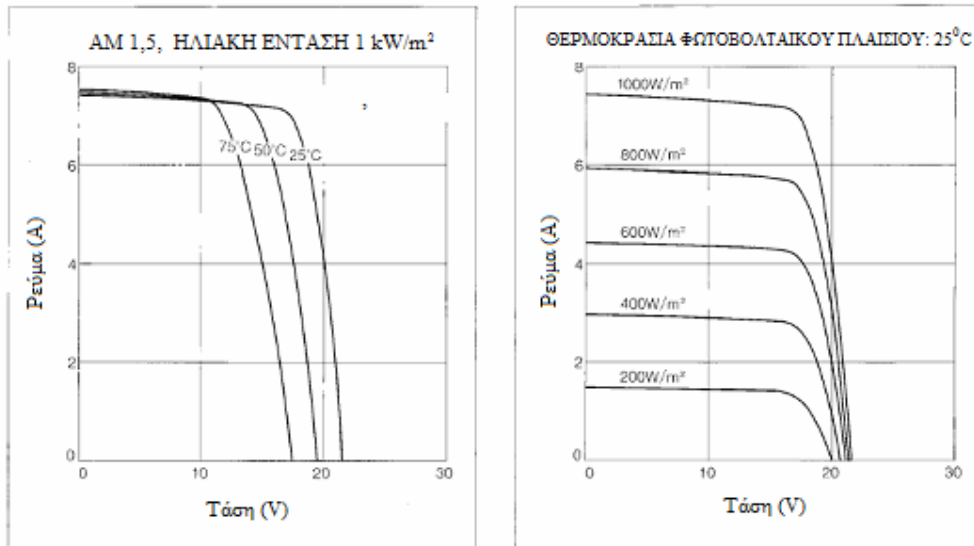 ΑΜ 1,5, ΗΛΙΑΚΗ ΕΝΤΑΣΗ 1 kW/m²
8
6
4
2
0
75°C 50°C 25°C
0 10 20 30
Ρεύμα (Α)
Τάση (V)
ΘΕΡΜΟΚΡΑΣΙΑ ΦΩΤΟΒΟΛΤΑΙΚΟΥ ΠΛΑΙΣΙΟΥ: 25⁰C
8
6
4
2
0
1000W/m²
800W/m²
600W/m²
400W/m²
200W/m²
0 10 20 30
Ρεύμα (Α)
Τάση (V)